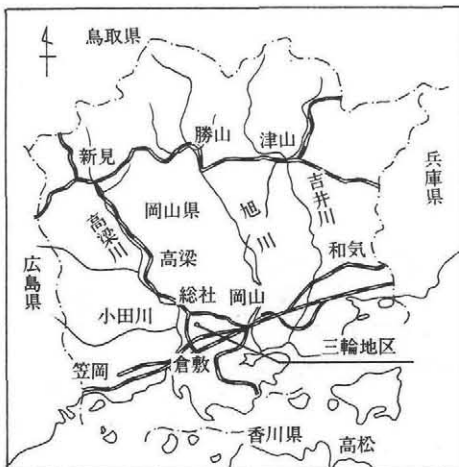 鳥取県
勝山
津山
新見
兵庫県
吉井川
旭川
岡山県
高梁川
和気
高梁
広島県
総社
岡山
小田川
三輪地区
笠岡
倉敷
香川県
高松